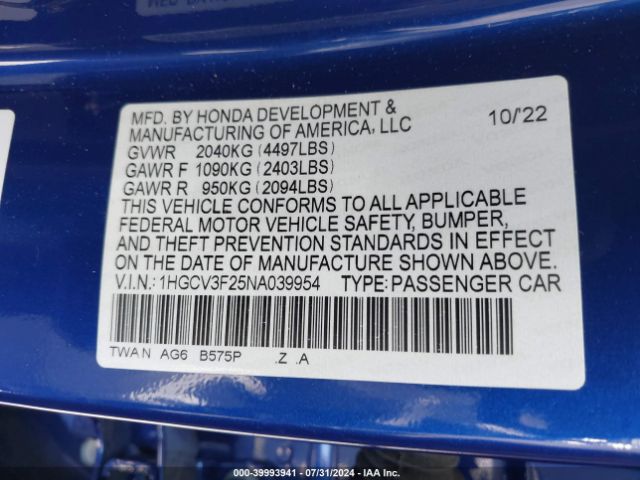 MFD. BY HONDA DEVELOPMENT &
MANUFACTURING OF AMERICA, LLC 10/'22
GVWR 2040KG (4497LBS)
GAWR F 1090KG (2403LBS)
GAWR R 950KG (2094LBS)
THIS VEHICLE CONFORMS TO ALL APPLICABLE
FEDERAL MOTOR VEHICLE SAFETY, BUMPER,
AND THEFT PREVENTION STANDARDS IN EFFECT
ON THE DATE OF MANUFACTURE SHOWN ABOVE.
V.I.N.: 1HGCV3F25NA039954 TYPE: PASSENGER CAR
TWAN AG6 B575P .Z .A
000-39993941 - 07/31/2024 - IAA Inc.